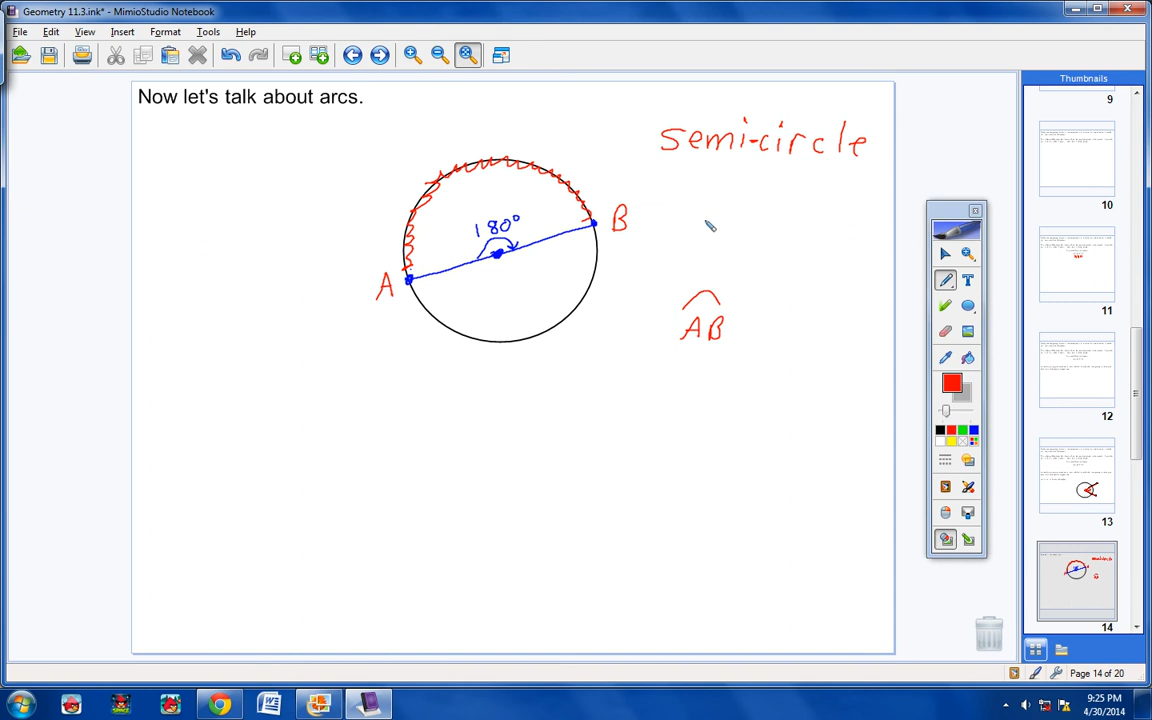 Geometry 11.3.ink* - MimioStudio Notebook
File Edit View Insert Format Tools Help
Thumbnails
Now let's talk about arcs.
semi-circle
180°
B
A
AB
9
10
11
12
13
14
T
Page 14 of 20
9:25 PM
4/30/2014